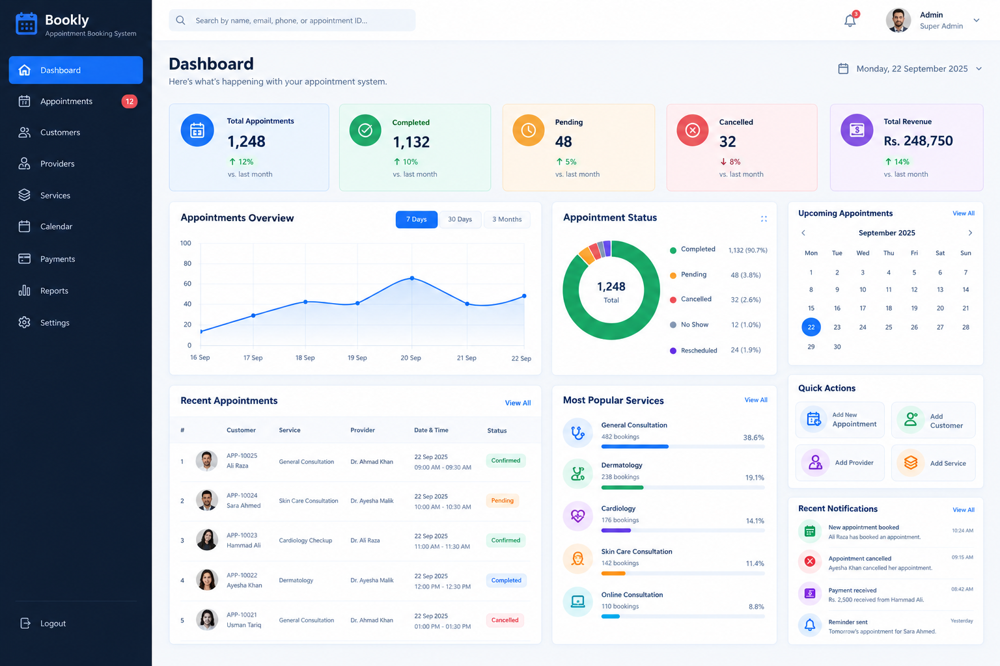 Bookly
Appointment Booking System
Dashboard
Appointments
12
Customers
Providers
Services
Calendar
Payments
Reports
Settings
Logout
Search by name, email, phone, or appointment ID...
3
Admin
Super Admin
Dashboard
Here's what's happening with your appointment system.
Monday, 22 September 2025
Total Appointments
1,248
↑ 12%
vs. last month
Completed
1,132
↑ 10%
vs. last month
Pending
48
↑ 5%
vs. last month
Cancelled
32
↓ 8%
vs. last month
$
Total Revenue
Rs. 248,750
↑ 14%
vs. last month
Appointments Overview
7 Days
30 Days
3 Months
100
80
60
40
20
0
16 Sep
17 Sep
18 Sep
19 Sep
20 Sep
21 Sep
22 Sep
Appointment Status
1,248
Total
Completed 1,132 (90.7%)
Pending 48 (3.8%)
Cancelled 32 (2.6%)
No Show 12 (1.0%)
Rescheduled 24 (1.9%)
Upcoming Appointments
View All
September 2025
Mon Tue Wed Thu Fri Sat Sun
1 2 3 4 5 6 7
8 9 10 11 12 13 14
15 16 17 18 19 20 21
22 23 24 25 26 27 28
29 30
Recent Appointments
View All
# Customer Service Provider Date & Time Status
1
APP-10025
Ali Raza
General Consultation
Dr. Ahmad Khan
22 Sep 2025
09:00 AM - 09:30 AM
Confirmed
2
APP-10024
Sara Ahmed
Skin Care Consultation
Dr. Ayesha Malik
22 Sep 2025
10:00 AM - 10:30 AM
Pending
3
APP-10023
Hammad Ali
Cardiology Checkup
Dr. Ali Raza
22 Sep 2025
11:00 AM - 11:30 AM
Confirmed
4
APP-10022
Ayesha Khan
Dermatology
Dr. Ayesha Malik
22 Sep 2025
12:00 PM - 12:30 PM
Completed
5
APP-10021
Usman Tariq
General Consultation
Dr. Ahmad Khan
22 Sep 2025
01:00 PM - 01:30 PM
Cancelled
Most Popular Services
View All
General Consultation
482 bookings
38.6%
Dermatology
238 bookings
19.1%
Cardiology
176 bookings
14.1%
Skin Care Consultation
142 bookings
11.4%
Online Consultation
110 bookings
8.8%
Quick Actions
Add New
Appointment
Add
Customer
Add Provider
Add Service
Recent Notifications
View All
New appointment booked
Ali Raza has booked an appointment.
10:24 AM
Appointment cancelled
Ayesha Khan cancelled her appointment.
09:15 AM
Payment received
Rs. 2,500 received from Hammad Ali.
08:42 AM
Reminder sent
Tomorrow's appointment for Sara Ahmed.
Yesterday